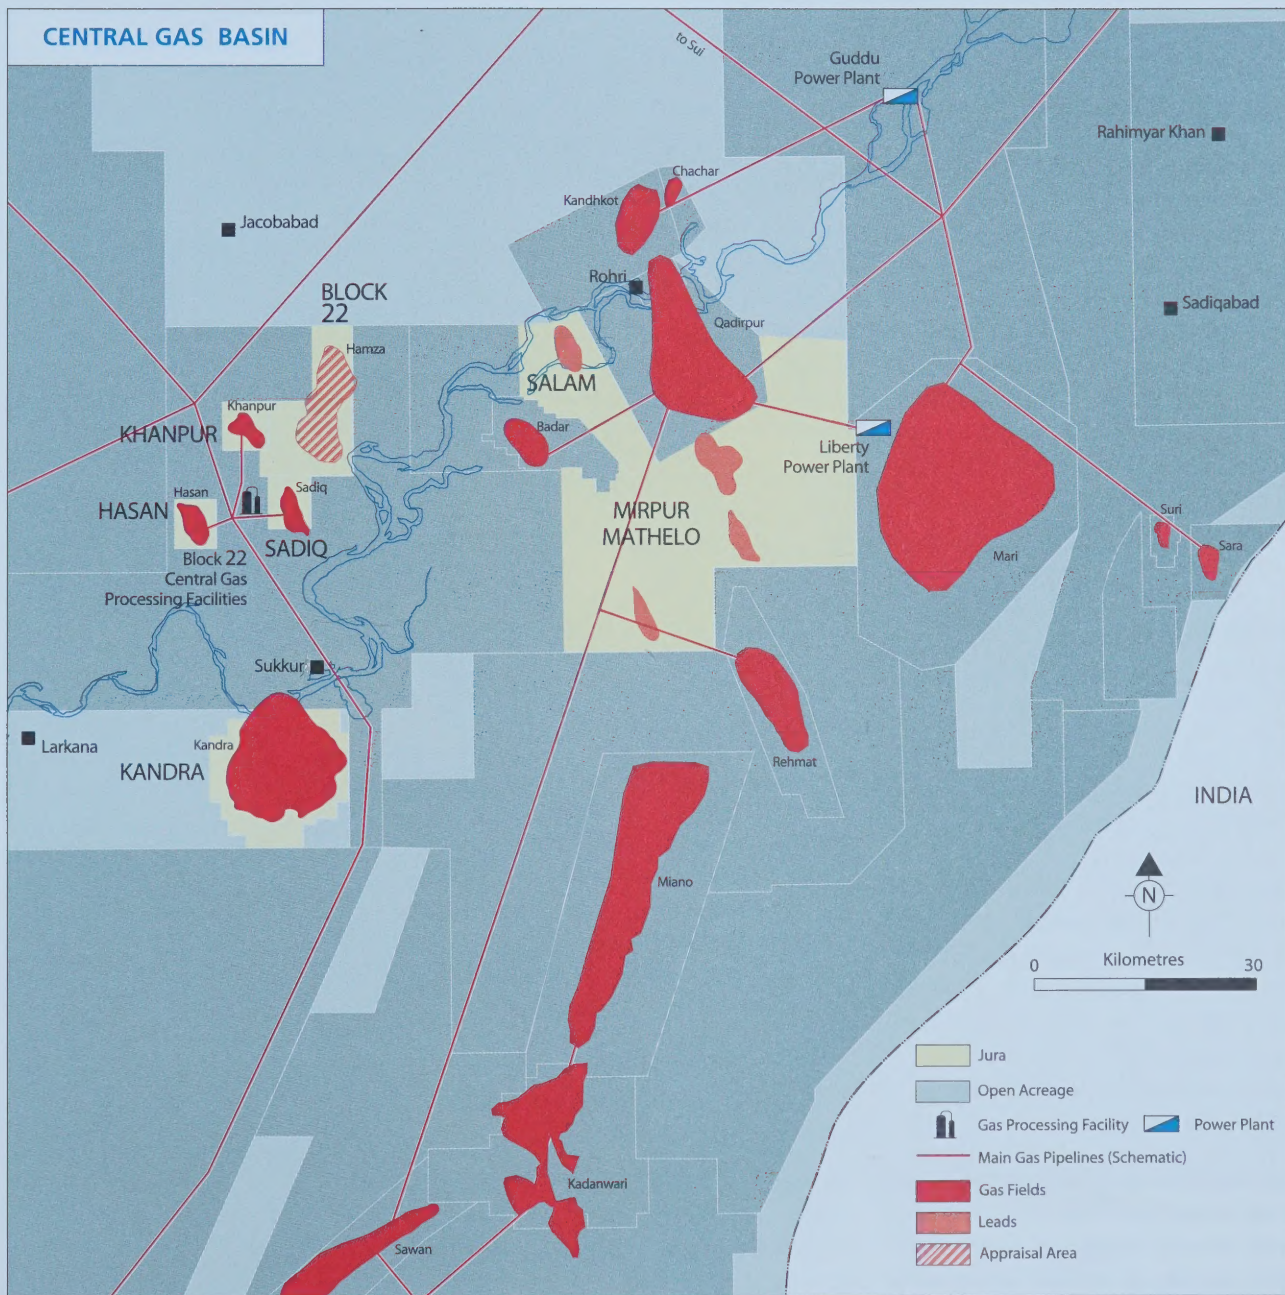 CENTRAL GAS BASIN
to Sui
Guddu
Power Plant
Rahimyar Khan
Chachar
Kandhkot
Jacobabad
Rohri
BLOCK
22
Sadiqabad
Qadirpur
Hamza
SALAM
Khanpur
KHANPUR
Badar
Liberty
Power Plant
Hasan
Sadiq
HASAN
MIRPUR
MATHELO
Suri
SADIQ
Sara
Mari
Block 22
Central Gas
Processing Facilities
Sukkur
Kandra
Larkana
KANDRA
Rehmat
INDIA
Miano
N
Kilometres
0
30
Jura
Open Acreage
Gas Processing Facility
Power Plant
Main Gas Pipelines (Schematic)
Kadanwari
Gas Fields
Leads
Sawan
Appraisal Area